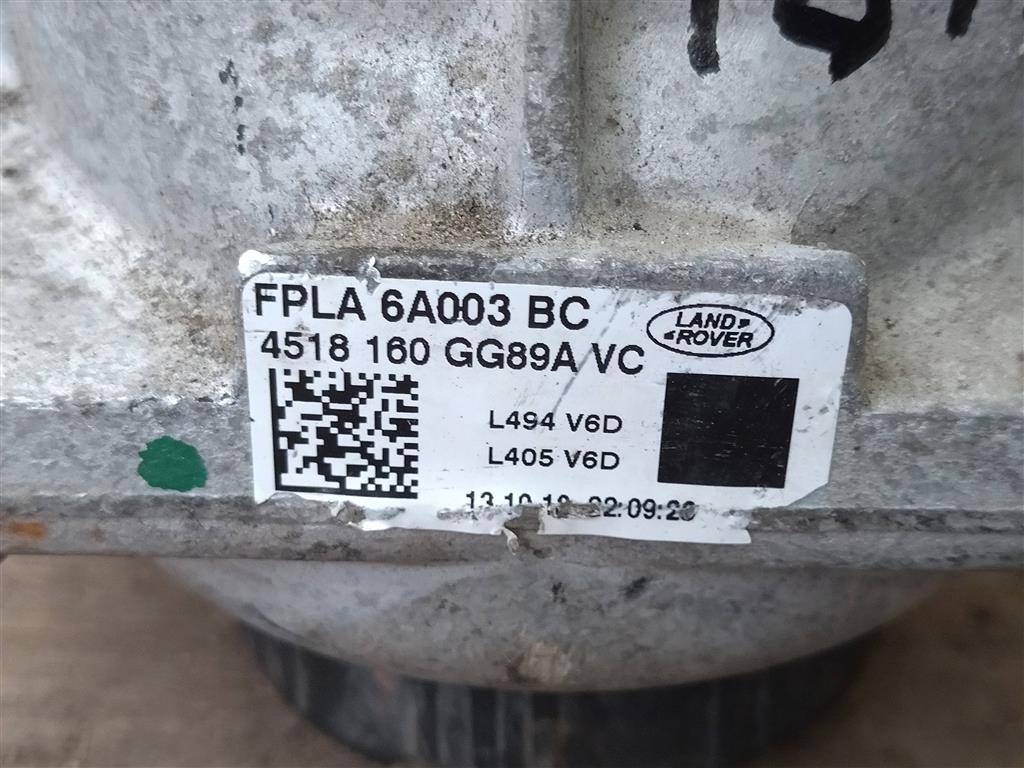 FPLA 6A003 BC
LAND ROVER
4518 160 GG89A VC
L494 V6D
L405 V6D